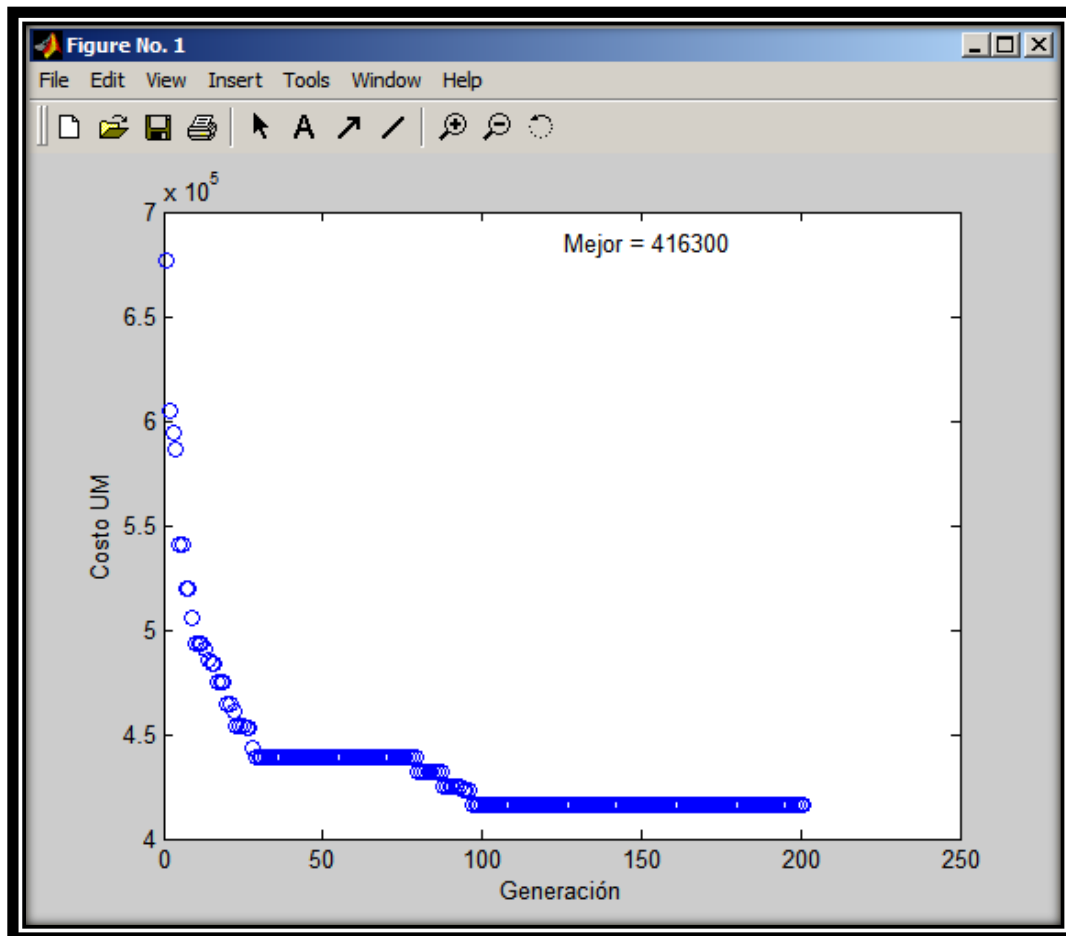 Figure No. 1
File Edit View Insert Tools Window Help
A
x 10^5
Mejor = 416300
7
6.5
6
5.5
5
4.5
4
Costo UM
0 50 100 150 200 250
Generación